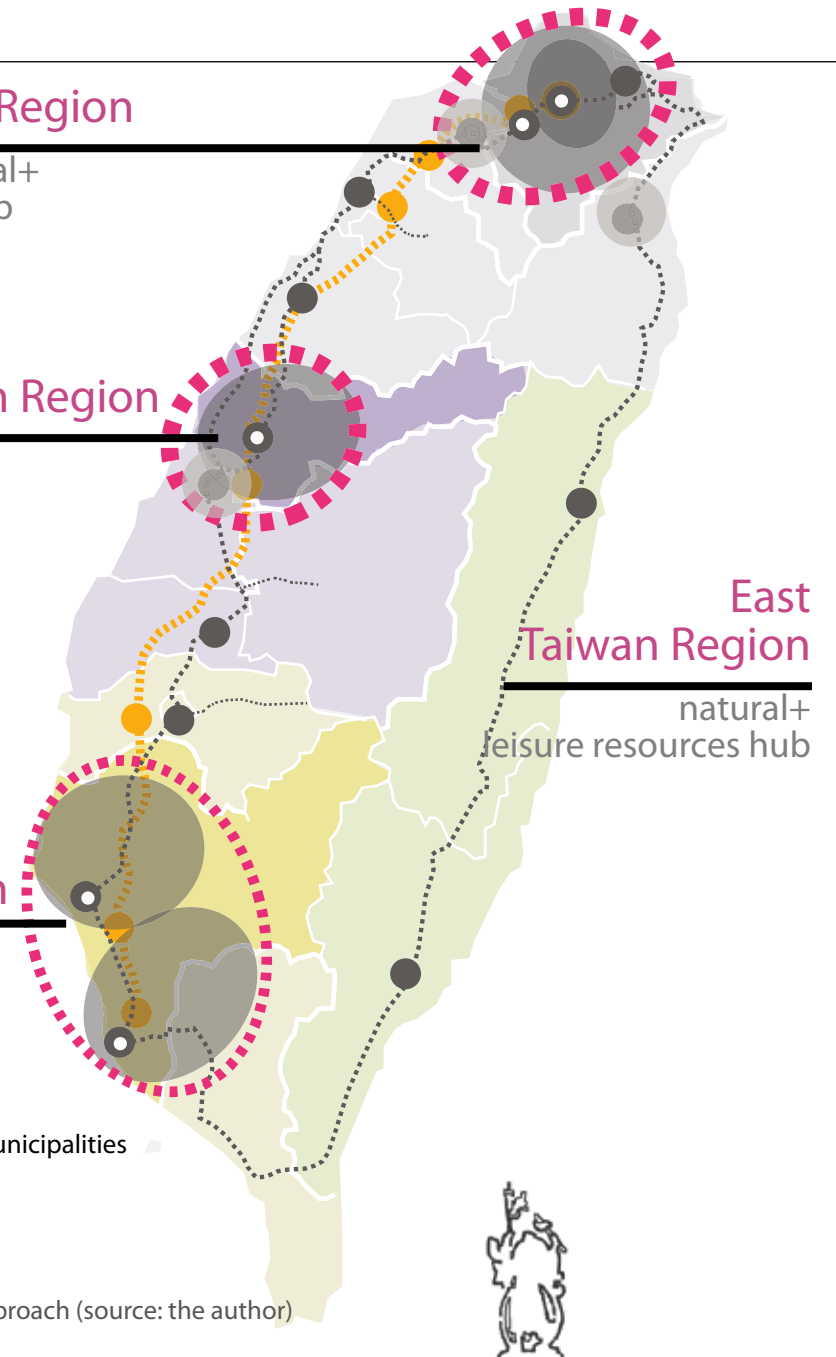 Region
al+
b
n Region
East
Taiwan Region
natural+
leisure resources hub
n
unicipalities
proach (source: the author)